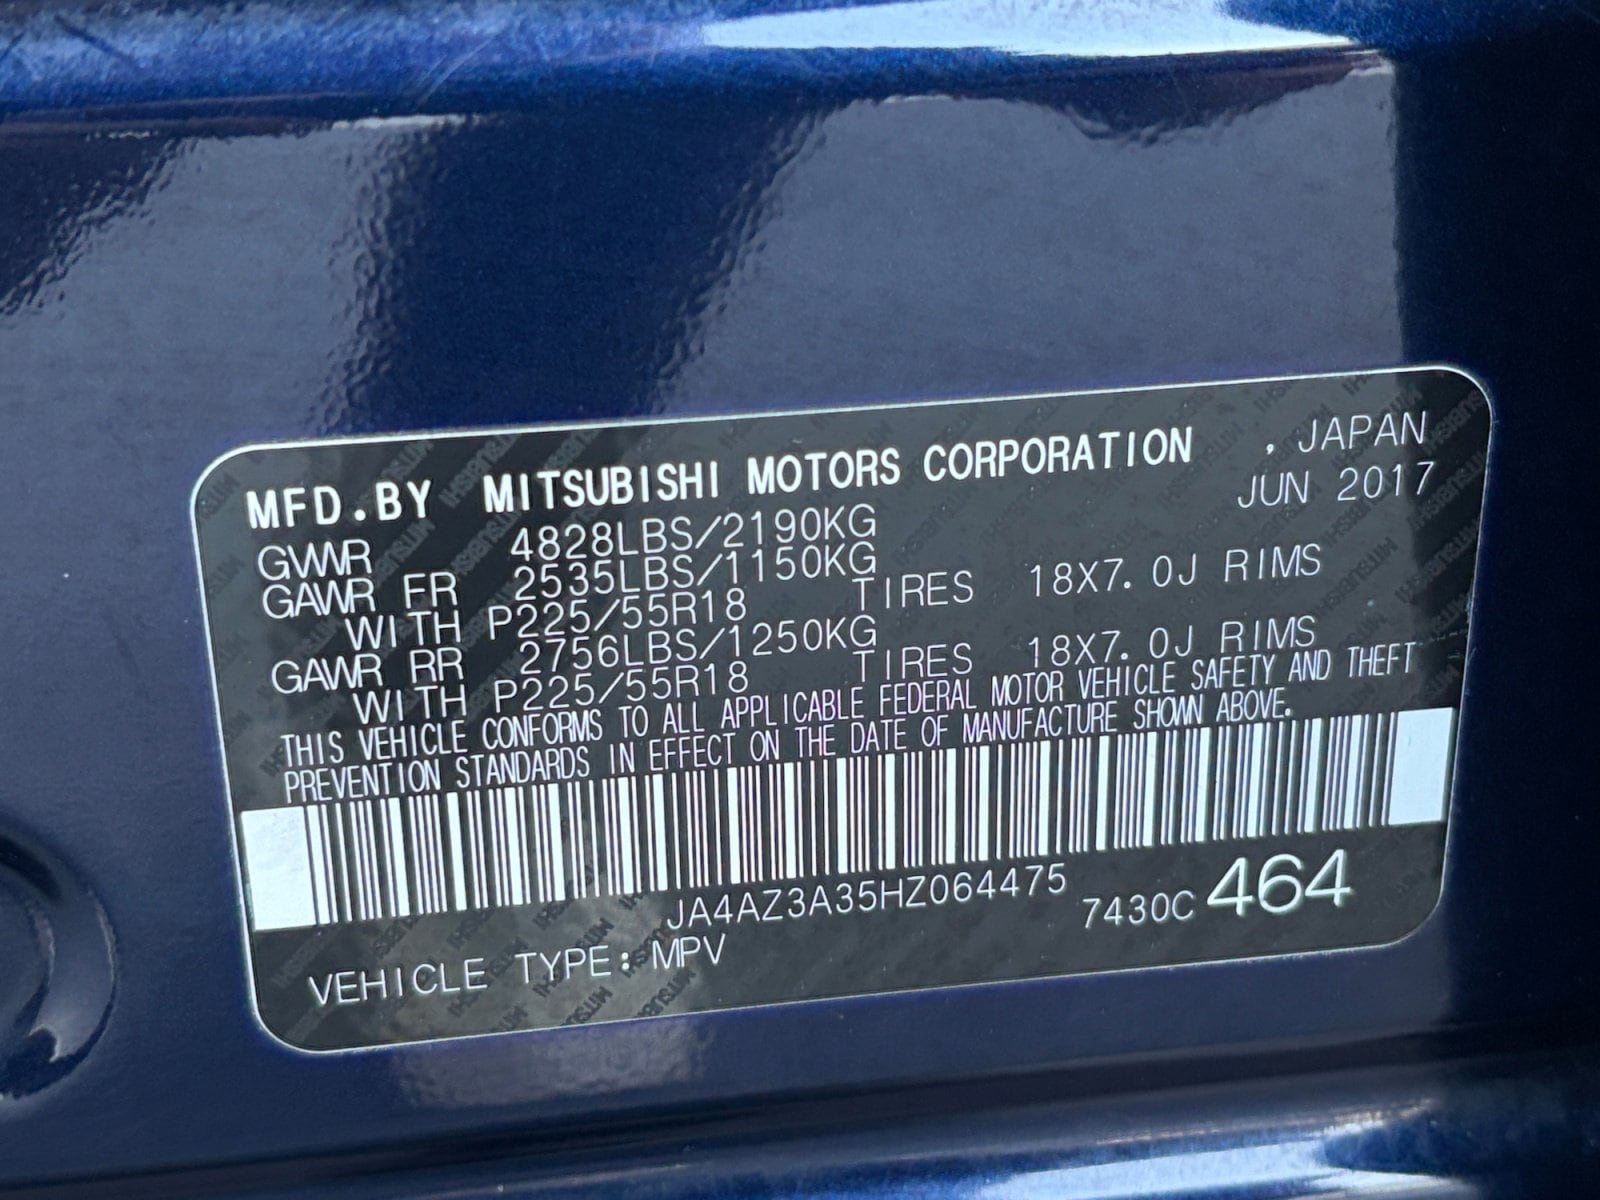 MFD.BY MITSUBISHI MOTORS CORPORATION , JAPAN
JUN 2017
GVWR 4828LBS/2190KG
GAWR FR 2535LBS/1150KG
WITH P225/55R18 TIRES 18X7.0J RIMS
GAWR RR 2756LBS/1250KG
WITH P225/55R18 TIRES 18X7.0J RIMS
THIS VEHICLE CONFORMS TO ALL APPLICABLE FEDERAL MOTOR VEHICLE SAFETY AND THEFT
PREVENTION STANDARDS IN EFFECT ON THE DATE OF MANUFACTURE SHOWN ABOVE.
JA4AZ3A35HZ064475 7430C 464
VEHICLE TYPE: MPV